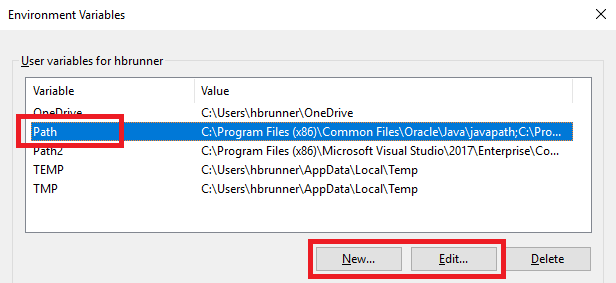 Environment Variables
User variables for hbrunner
Variable Value
OneDrive C:\Users\hbrunner\OneDrive
Path C:\Program Files (x86)\Common Files\Oracle\Java\javapath;C:\Pro...
Path2 C:\Program Files (x86)\Microsoft Visual Studio\2017\Enterprise\Co...
TEMP C:\Users\hbrunner\AppData\Local\Temp
TMP C:\Users\hbrunner\AppData\Local\Temp
New... Edit... Delete